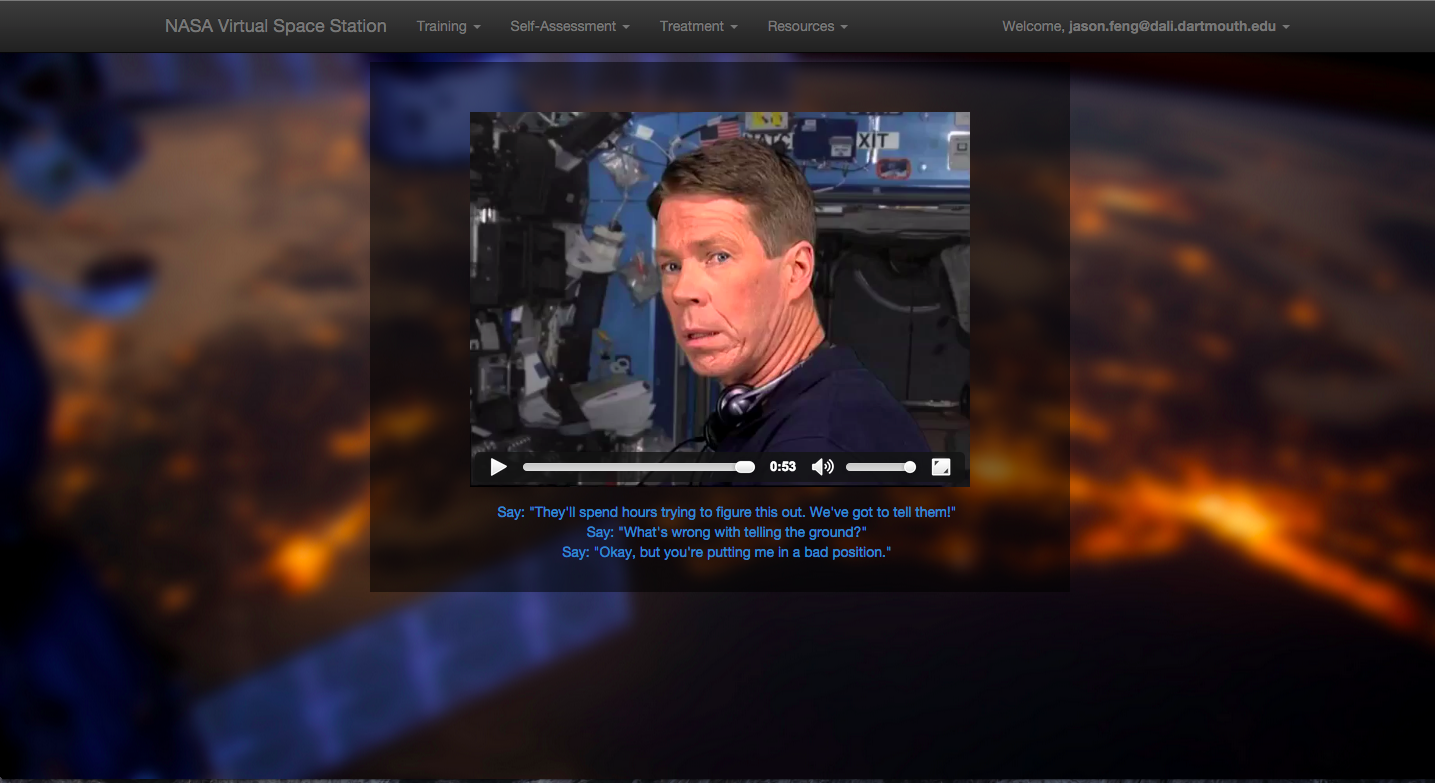 NASA Virtual Space Station Training Self-Assessment Treatment Resources Welcome, jason.feng@dali.dartmouth.edu
EXIT
0:53
Say: "They'll spend hours trying to figure this out. We've got to tell them!"
Say: "What's wrong with telling the ground?"
Say: "Okay, but you're putting me in a bad position."